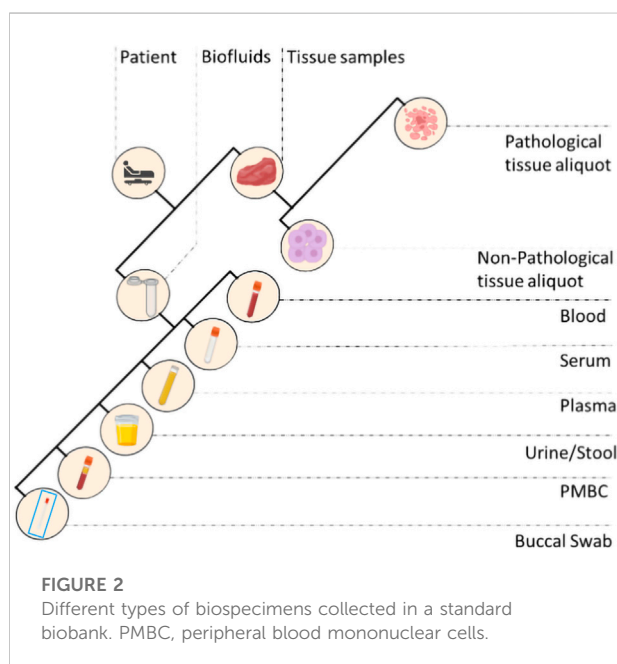 Patient
Biofluids
Tissue samples
Pathological
tissue aliquot
Non-Pathological
tissue aliquot
Blood
Serum
Plasma
Urine/Stool
PMBC
Buccal Swab
FIGURE 2
Different types of biospecimens collected in a standard
biobank. PMBC, peripheral blood mononuclear cells.